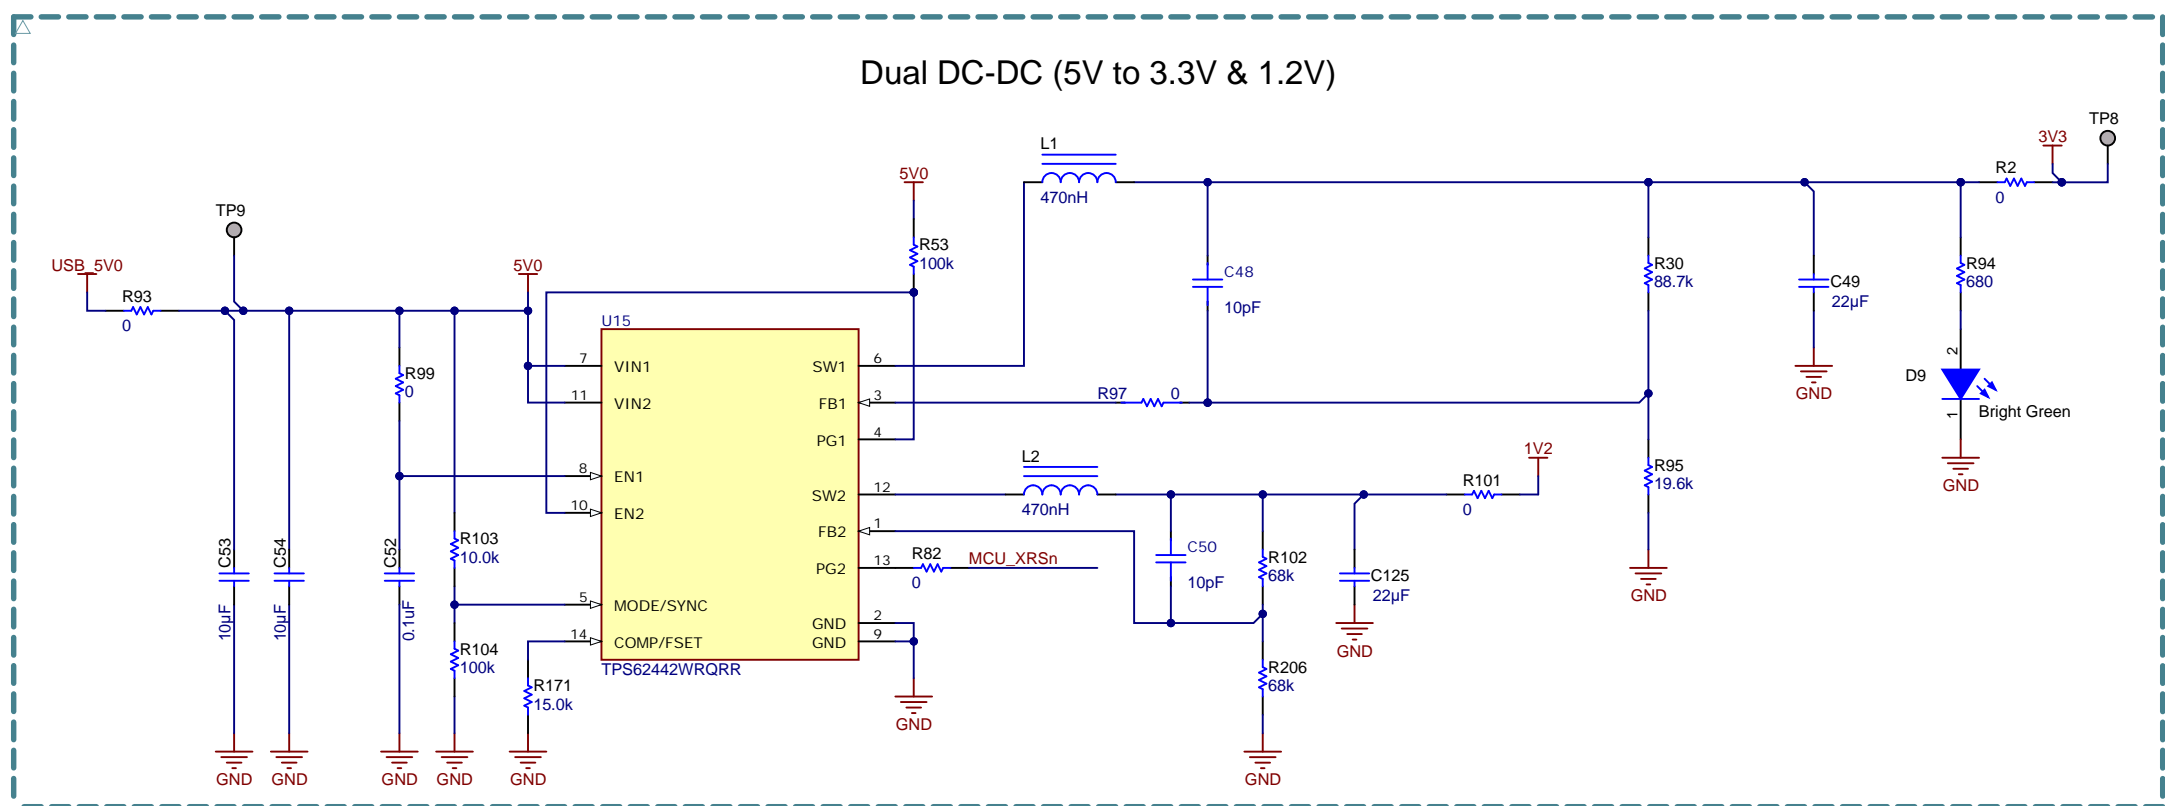 Dual DC-DC (5V to 3.3V & 1.2V)
TP8
3V3
L1
R2
5V0
470nH
0
TP9
R53
100k
C48
10pF
R30
88.7k
C49
22µF
R94
680
USB_5V0
R93
0
5V0
U15
R99
0
7
VIN1
SW1
6
2
D9
11
VIN2
FB1
3
R97
0
GND
1
Bright Green
PG1
4
L2
1V2
8
EN1
R95
19.6k
GND
SW2
12
R101
10
EN2
470nH
0
FB2
1
C53
10µF
C54
10µF
C52
0.1uF
R103
10.0k
PG2
13
R82
0
MCU_XRSn
C50
10pF
R102
68k
C125
22µF
GND
5
MODE/SYNC
GND
2
14
COMP/FSET
GND
9
GND
R104
100k
TPS62442WRQRR
R206
68k
R171
15.0k
GND
GND
GND
GND
GND
GND
GND